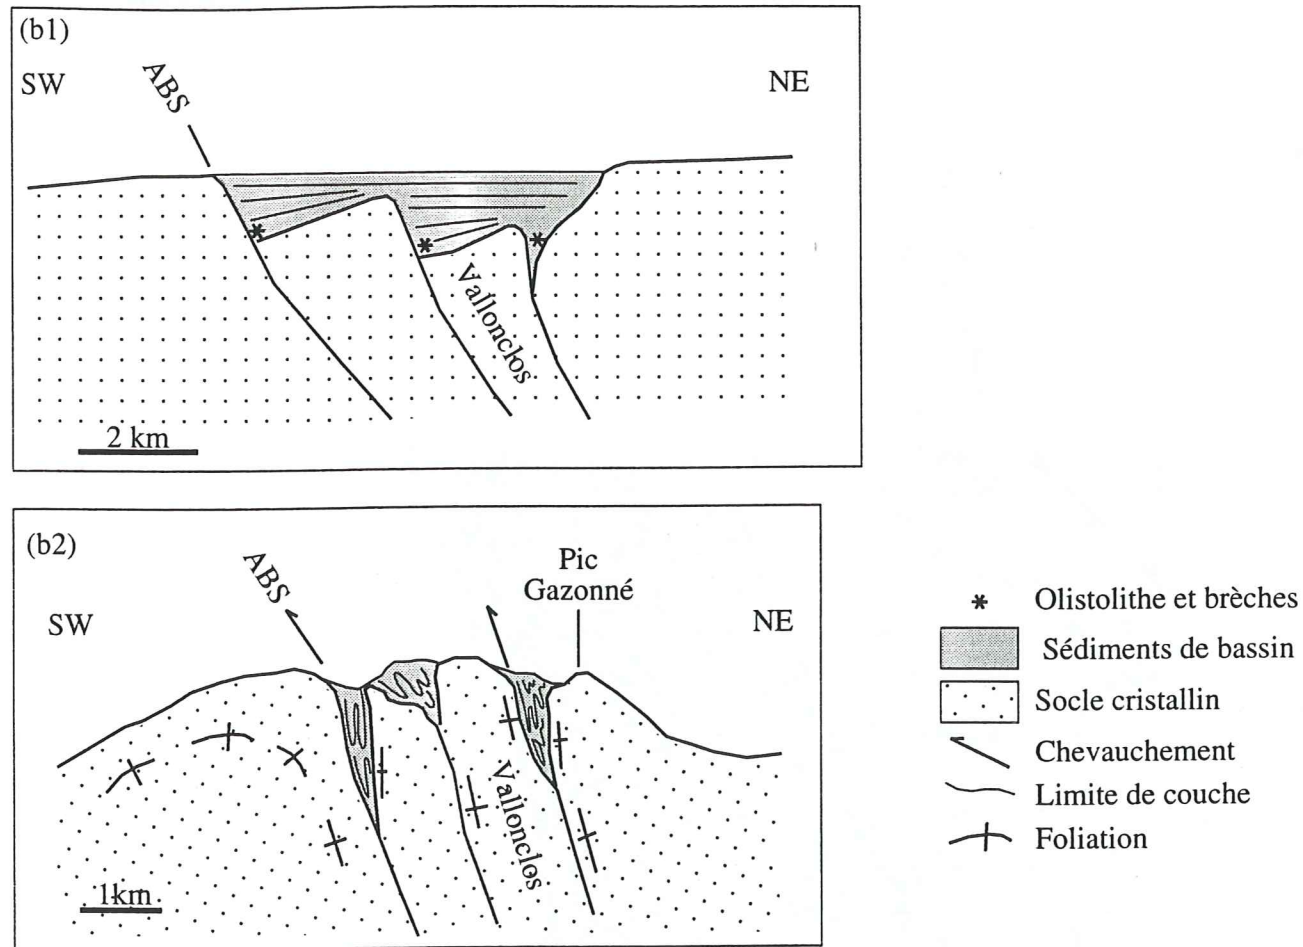 (b1)
SW
ABS
NE
Vallonclos
2 km
(b2)
ABS
Pic
Gazonné
SW
NE
Vallonclos
1km
Olistolithe et brèches
Sédiments de bassin
Socle cristallin
Chevauchement
Limite de couche
Foliation